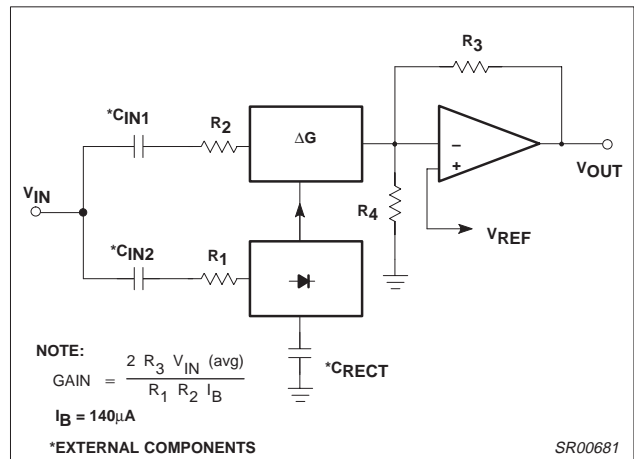 R3
*CIN1
R2
ΔG
−
+
VOUT
VIN
R4
VREF
*CIN2
R1
*CRECT
NOTE:
GAIN = 2 R3 VIN (avg) / R1 R2 IB
IB = 140µA
*EXTERNAL COMPONENTS
SR00681